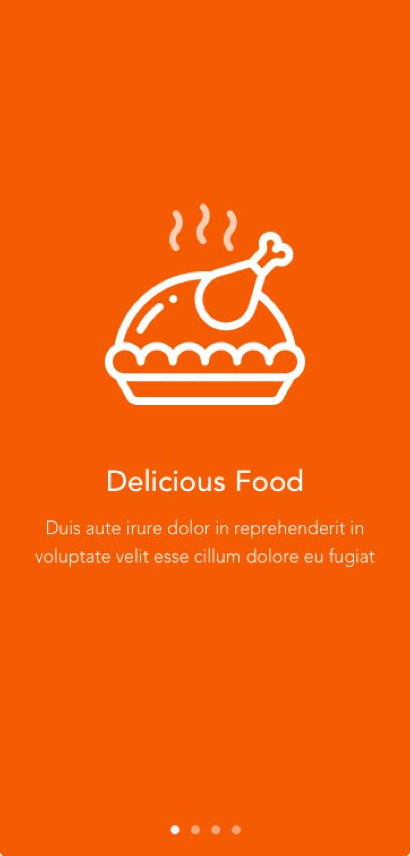 Delicious Food
Duis aute irure dolor in reprehenderit in
voluptate velit esse cillum dolore eu fugiat